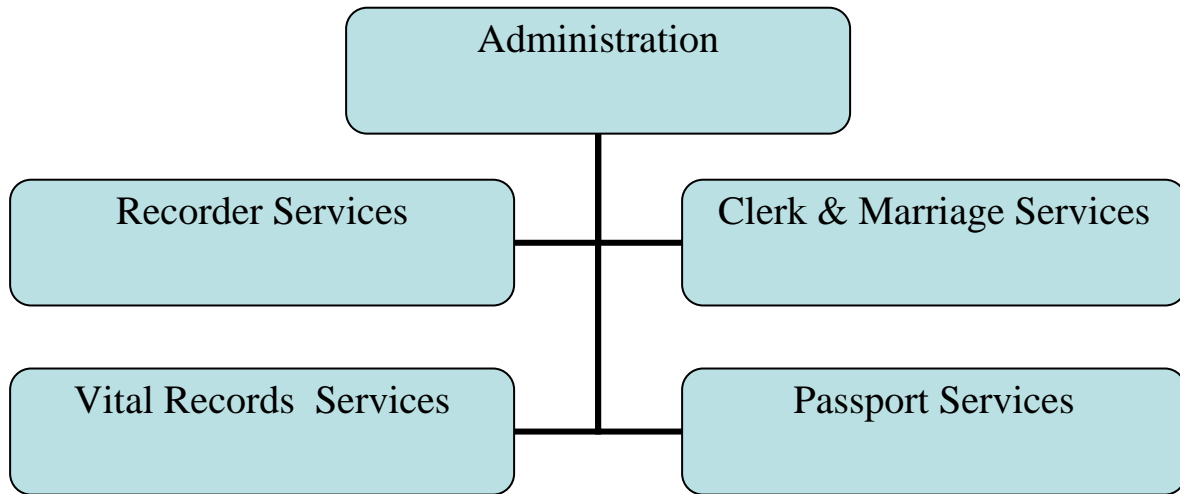 Administration
Recorder Services
Clerk & Marriage Services
Vital Records  Services
Passport Services